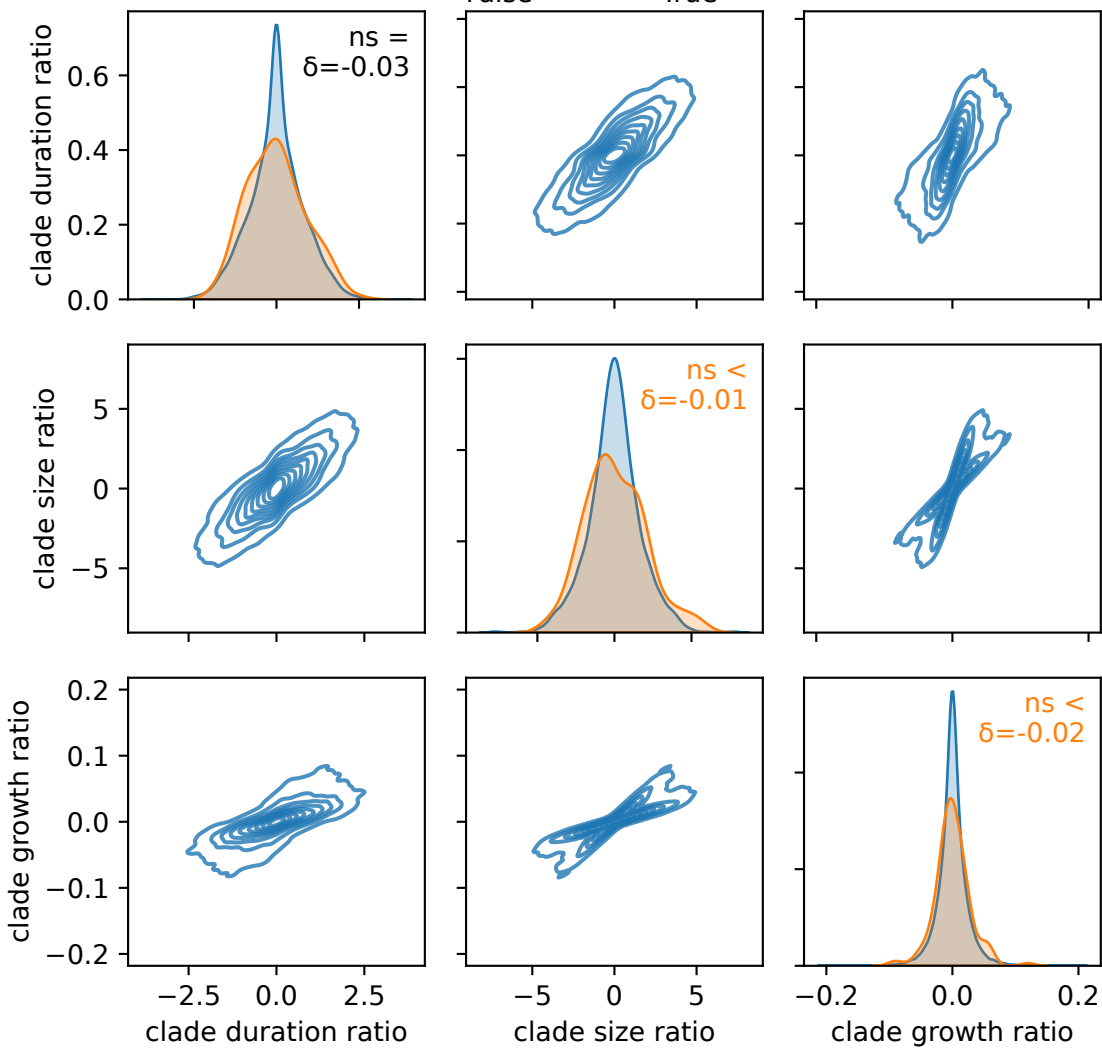 ns =
δ=-0.03
clade duration ratio
0.6
0.4
0.2
0.0
ns <
δ=-0.01
clade size ratio
5
0
−5
ns <
δ=-0.02
clade growth ratio
0.2
0.1
0.0
−0.1
−0.2
−2.5 0.0 2.5
−5 0 5
−0.2 0.0 0.2
clade duration ratio
clade size ratio
clade growth ratio